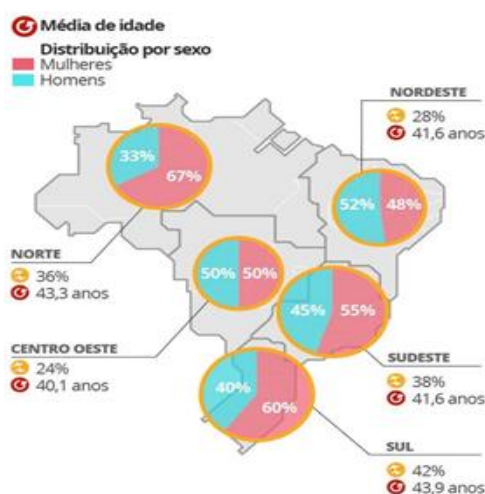 Média de idade
Distribuição por sexo
Mulheres
Homens
NORDESTE
28%
41,6 anos
33%
67%
52%
48%
NORTE
36%
43,3 anos
50%
50%
45%
55%
CENTRO OESTE
24%
40,1 anos
SUDESTE
38%
41,6 anos
40%
60%
SUL
42%
43,9 anos